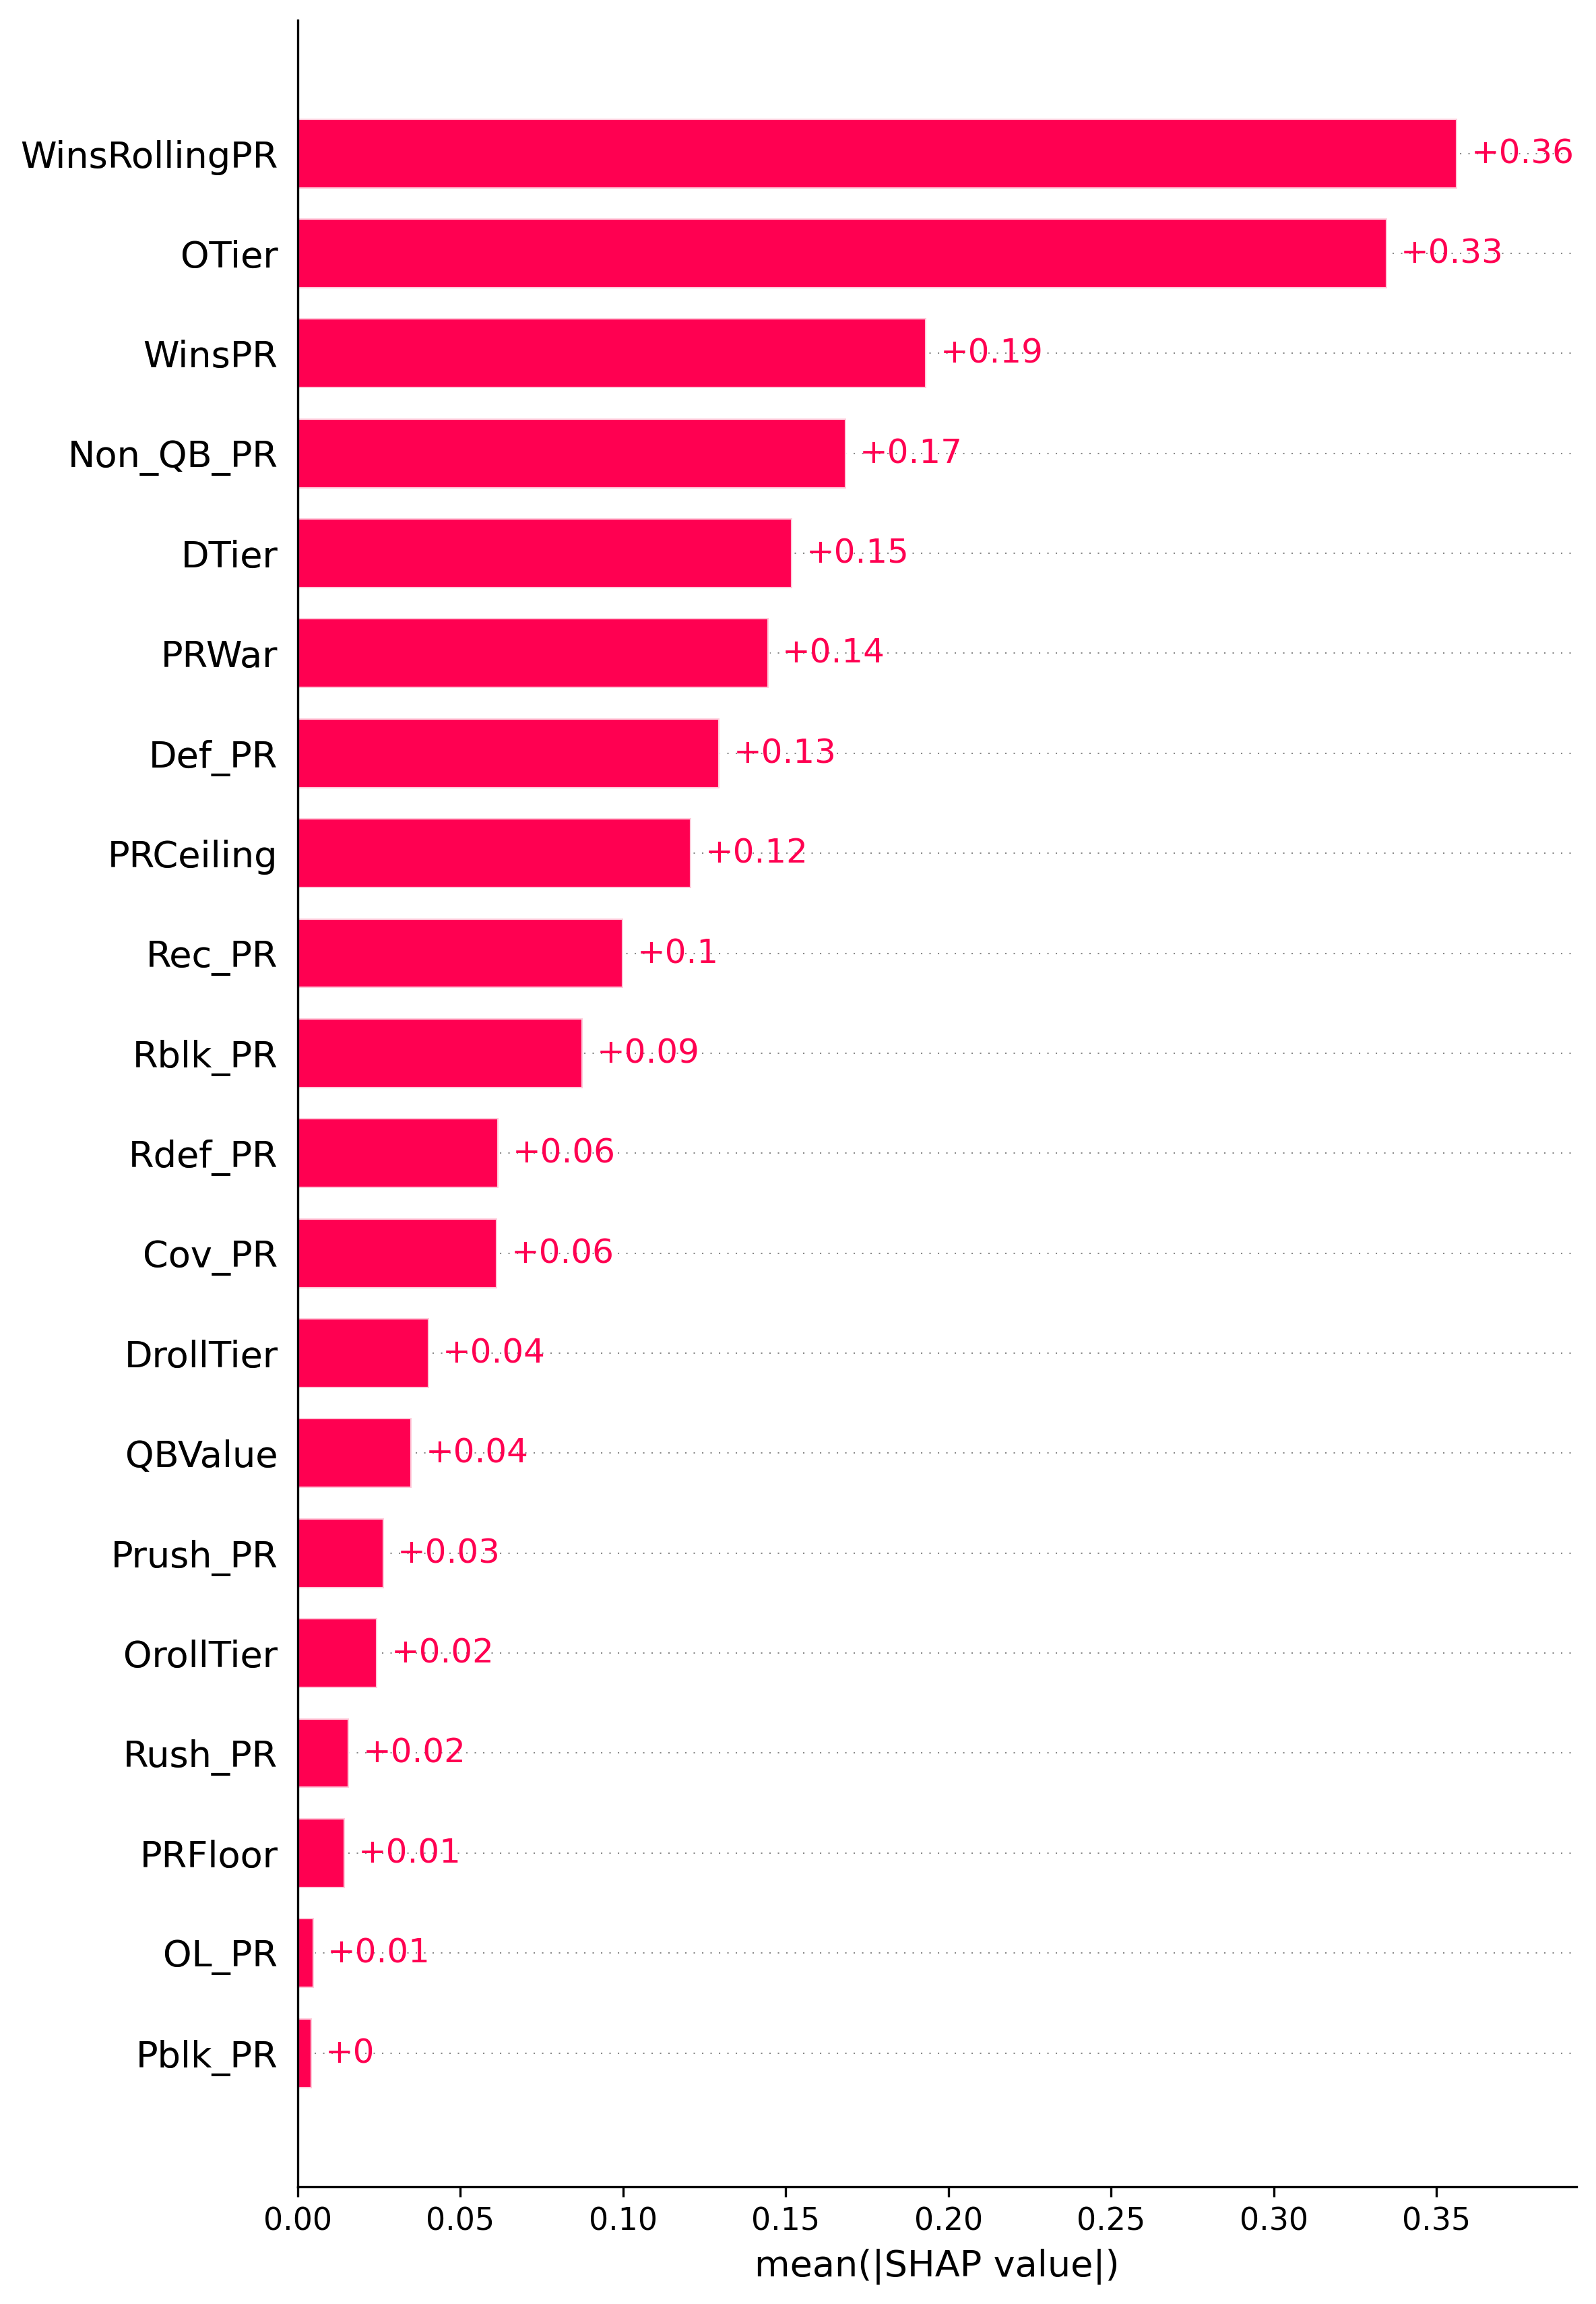 WinsRollingPR +0.36
OTier +0.33
WinsPR +0.19
Non_QB_PR +0.17
DTier +0.15
PRWar +0.14
Def_PR +0.13
PRCeiling +0.12
Rec_PR +0.1
Rblk_PR +0.09
Rdef_PR +0.06
Cov_PR +0.06
DrollTier +0.04
QBValue +0.04
Prush_PR +0.03
OrollTier +0.02
Rush_PR +0.02
PRFloor +0.01
OL_PR +0.01
Pblk_PR +0
0.00 0.05 0.10 0.15 0.20 0.25 0.30 0.35
mean(|SHAP value|)